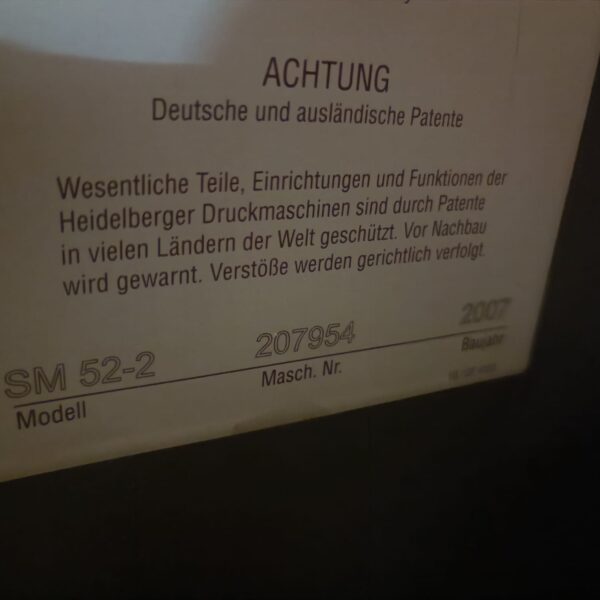 ACHTUNG
Deutsche und ausländische Patente
Wesentliche Teile, Einrichtungen und Funktionen der
Heidelberger Druckmaschinen sind durch Patente
in vielen Ländern der Welt geschützt. Vor Nachbau
wird gewarnt. Verstöße werden gerichtlich verfolgt.
SM 52-2 207954 2007
Modell Masch. Nr. Baujahr